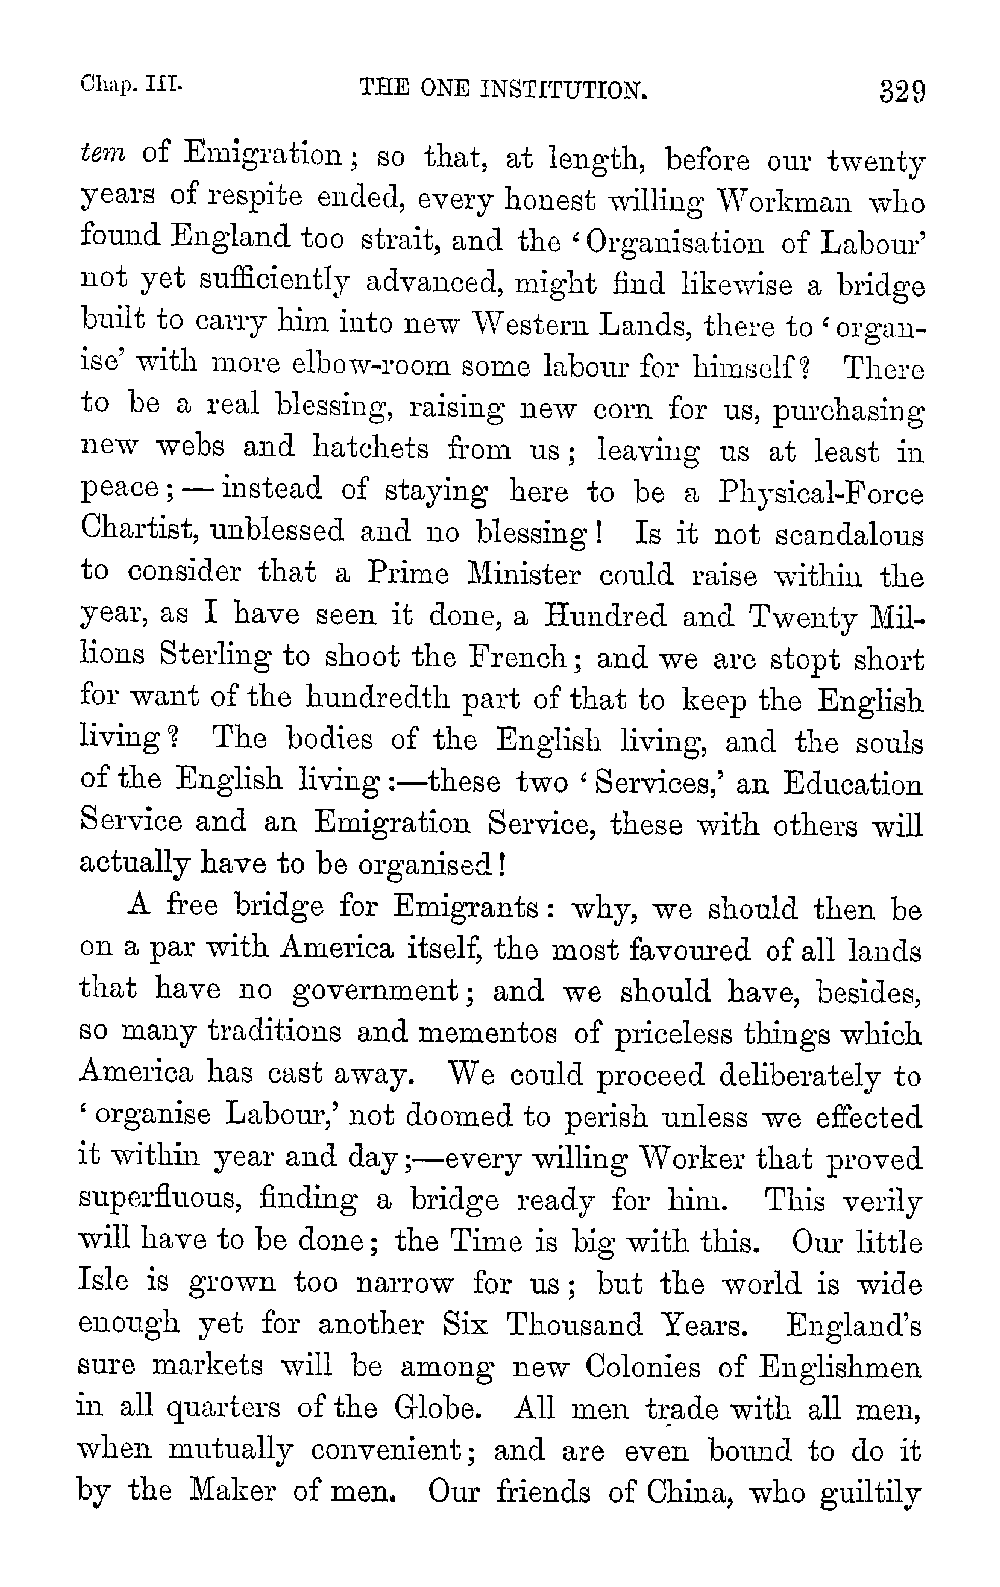 Chap. III. THE ONE INSTITUTION. 329
tem of Emigration; so that, at length, before our twenty
years of respite ended, every honest willing Workman who
found England too strait, and the ‘Organisation of Labour’
not yet sufficiently advanced, might find likewise a bridge
built to carry him into new Western Lands, there to ‘organ-
ise’ with more elbow-room some labour for himself? There
to be a real blessing, raising new corn for us, purchasing
new webs and hatchets from us; leaving us at least in
peace;—instead of staying here to be a Physical-Force
Chartist, unblessed and no blessing! Is it not scandalous
to consider that a Prime Minister could raise within the
year, as I have seen it done, a Hundred and Twenty Mil-
lions Sterling to shoot the French; and we are stopt short
for want of the hundredth part of that to keep the English
living? The bodies of the English living, and the souls
of the English living:—these two ‘Services,’ an Education
Service and an Emigration Service, these with others will
actually have to be organised!
A free bridge for Emigrants: why, we should then be
on a par with America itself, the most favoured of all lands
that have no government; and we should have, besides,
so many traditions and mementos of priceless things which
America has cast away. We could proceed deliberately to
‘organise Labour,’ not doomed to perish unless we effected
it within year and day;—every willing Worker that proved
superfluous, finding a bridge ready for him. This verily
will have to be done; the Time is big with this. Our little
Isle is grown too narrow for us; but the world is wide
enough yet for another Six Thousand Years. England’s
sure markets will be among new Colonies of Englishmen
in all quarters of the Globe. All men trade with all men,
when mutually convenient; and are even bound to do it
by the Maker of men. Our friends of China, who guiltily